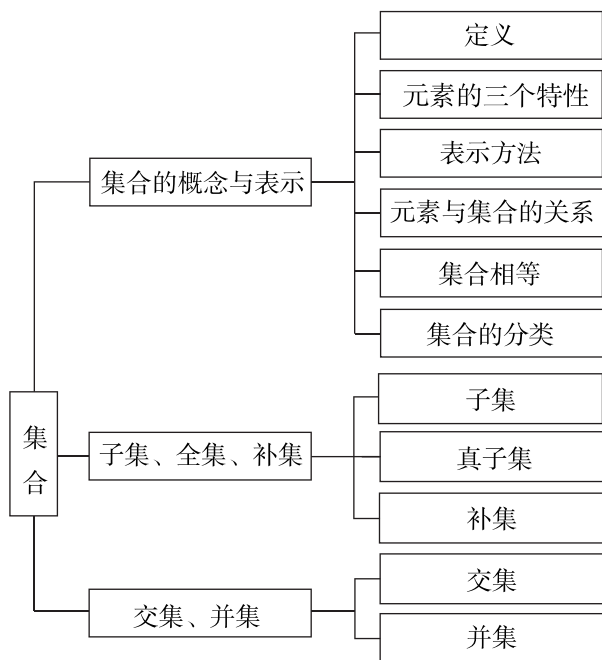 定义
元素的三个特性
表示方法
集合的概念与表示
元素与集合的关系
集合相等
集合的分类
集
合
子集
子集、全集、补集
真子集
补集
交集
交集、并集
并集